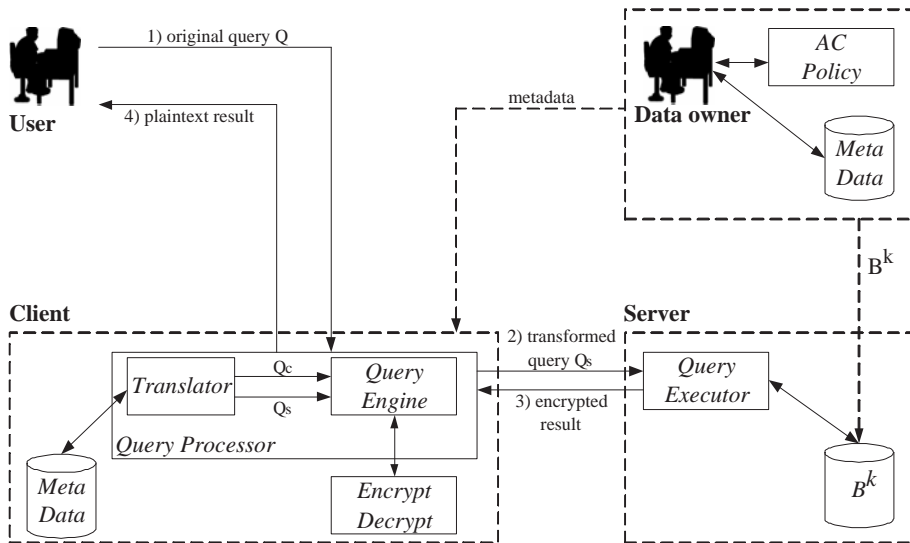 1) original query Q
4) plaintext result
User
metadata
AC
Policy
Data owner
Meta
Data
B^k
Client
Server
Translator
Qc
Qs
Query
Engine
Query Processor
Meta
Data
Encrypt
Decrypt
2) transformed
query Qs
3) encrypted
result
Query
Executor
B^k